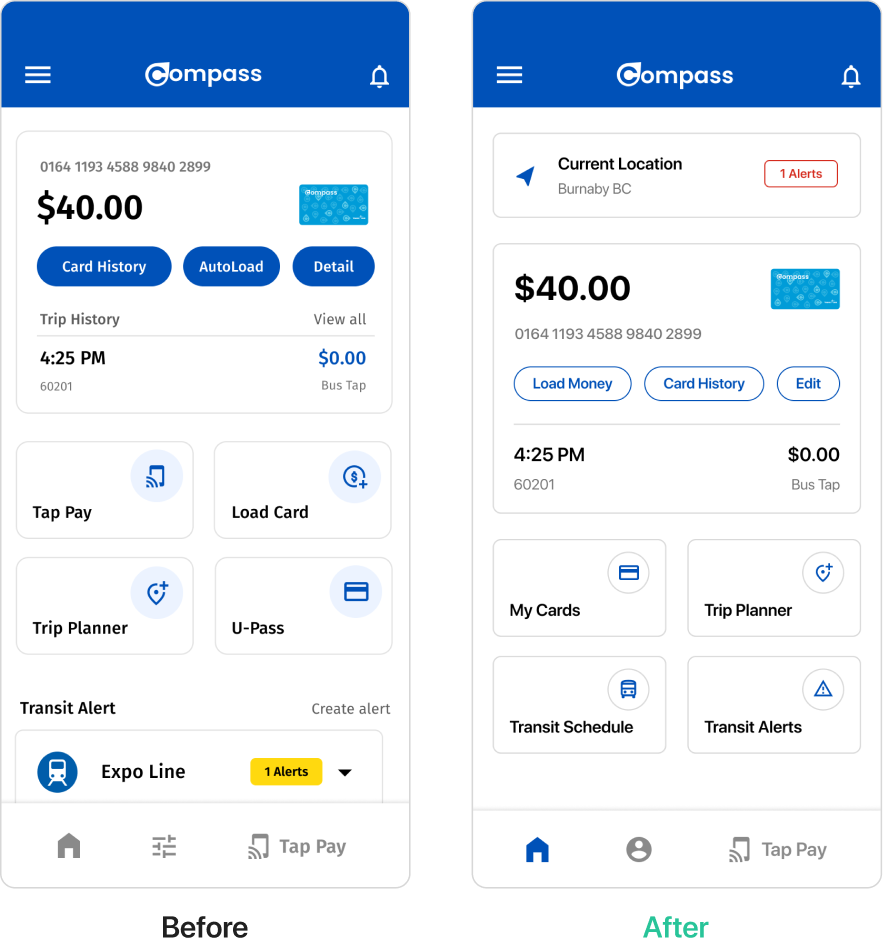 Compass
0164 1193 4588 9840 2899
$40.00
Compass
Card History
AutoLoad
Detail
Trip History
View all
4:25 PM
$0.00
60201
Bus Tap
Tap Pay
Load Card
Trip Planner
U-Pass
Transit Alert
Create alert
Expo Line
1 Alerts
Tap Pay
Before
Compass
Current Location
Burnaby BC
1 Alerts
$40.00
Compass
0164 1193 4588 9840 2899
Load Money
Card History
Edit
4:25 PM
$0.00
60201
Bus Tap
My Cards
Trip Planner
Transit Schedule
Transit Alerts
Tap Pay
After